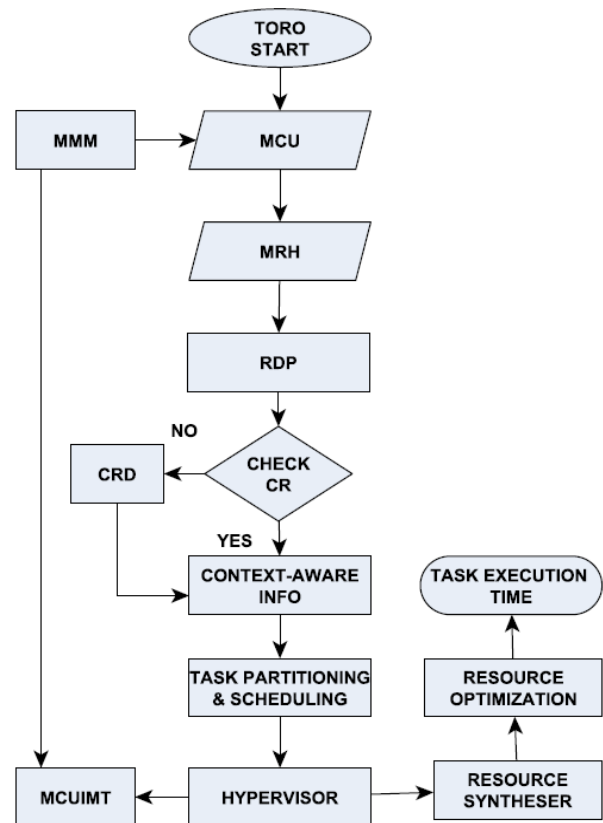 TORO
START
MMM
MCU
MRH
RDP
NO
CHECK
CR
CRD
YES
CONTEXT-AWARE
INFO
TASK EXECUTION
TIME
TASK PARTITIONING
& SCHEDULING
RESOURCE
OPTIMIZATION
MCUIMT
HYPERVISOR
RESOURCE
SYNTHESER